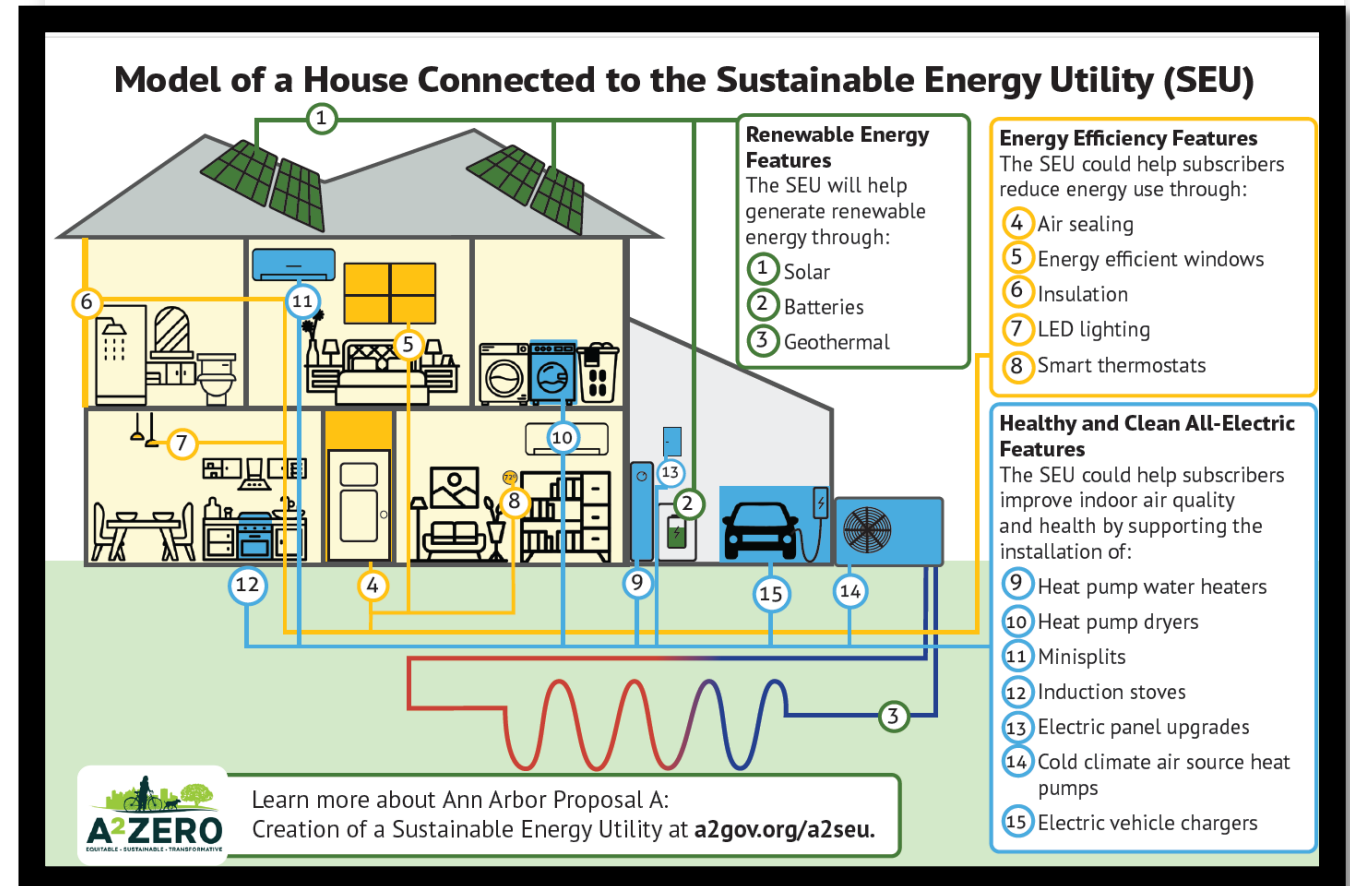 Model of a House Connected to the Sustainable Energy Utility (SEU)
1
Renewable Energy
Features
The SEU will help
generate renewable
energy through:
1 Solar
2 Batteries
3 Geothermal
Energy Efficiency Features
The SEU could help subscribers
reduce energy use through:
4 Air sealing
5 Energy efficient windows
6 Insulation
7 LED lighting
8 Smart thermostats
Healthy and Clean All-Electric
Features
The SEU could help subscribers
improve indoor air quality
and health by supporting the
installation of:
9 Heat pump water heaters
10 Heat pump dryers
11 Minisplits
12 Induction stoves
13 Electric panel upgrades
14 Cold climate air source heat
pumps
15 Electric vehicle chargers
6
11
5
7
10
72°
8
13
2
12
4
9
15
14
3
A²ZERO
EQUITABLE • SUSTAINABLE • TRANSFORMATIVE
Learn more about Ann Arbor Proposal A:
Creation of a Sustainable Energy Utility at a2gov.org/a2seu.